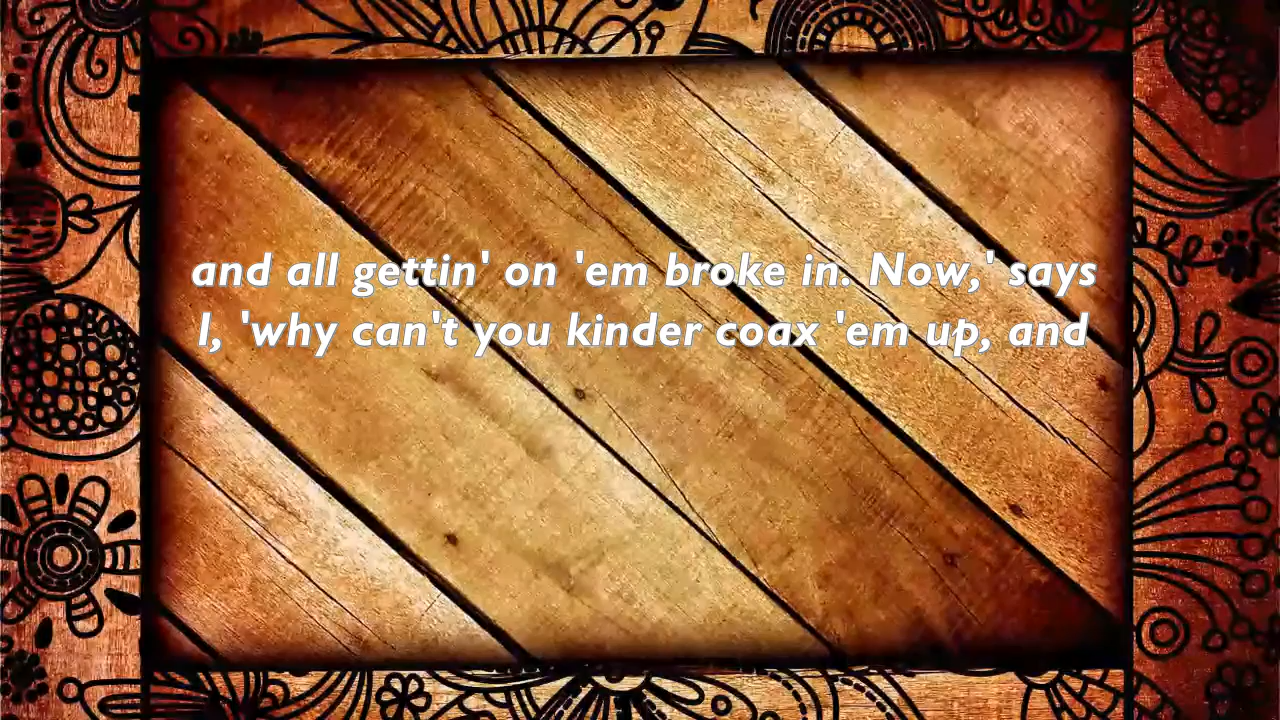 and all gettin' on 'em broke in. Now,' says
I, 'why can't you kinder coax 'em up, and